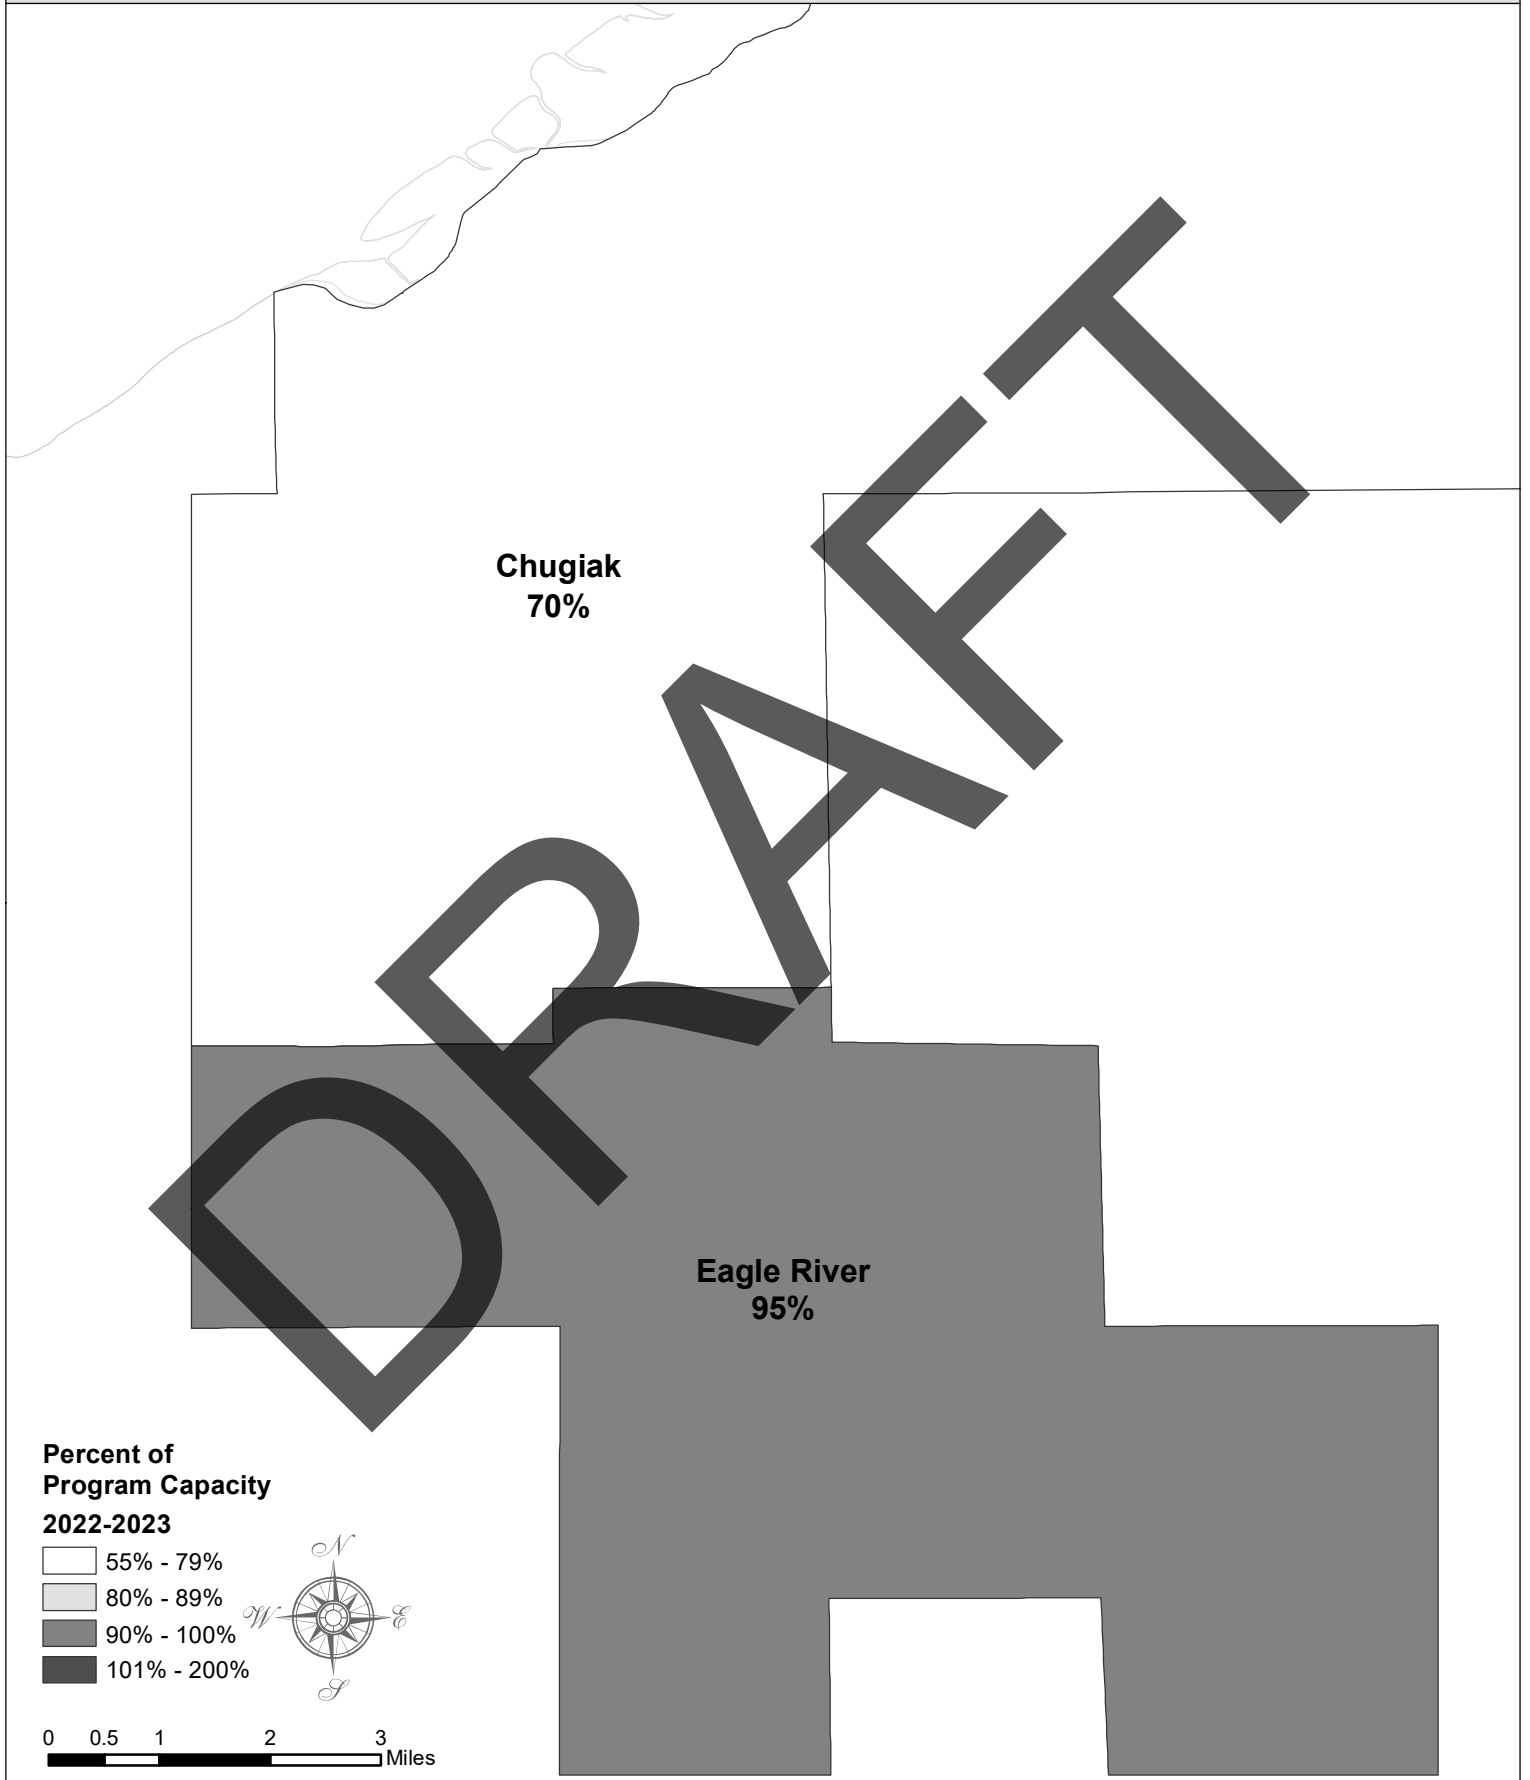 Chugiak
70%
DRAFT
Eagle River
95%
Percent of
Program Capacity
2022-2023
55% - 79%
80% - 89%
90% - 100%
101% - 200%
N
W
E
S
0 0.5 1 2 3
Miles